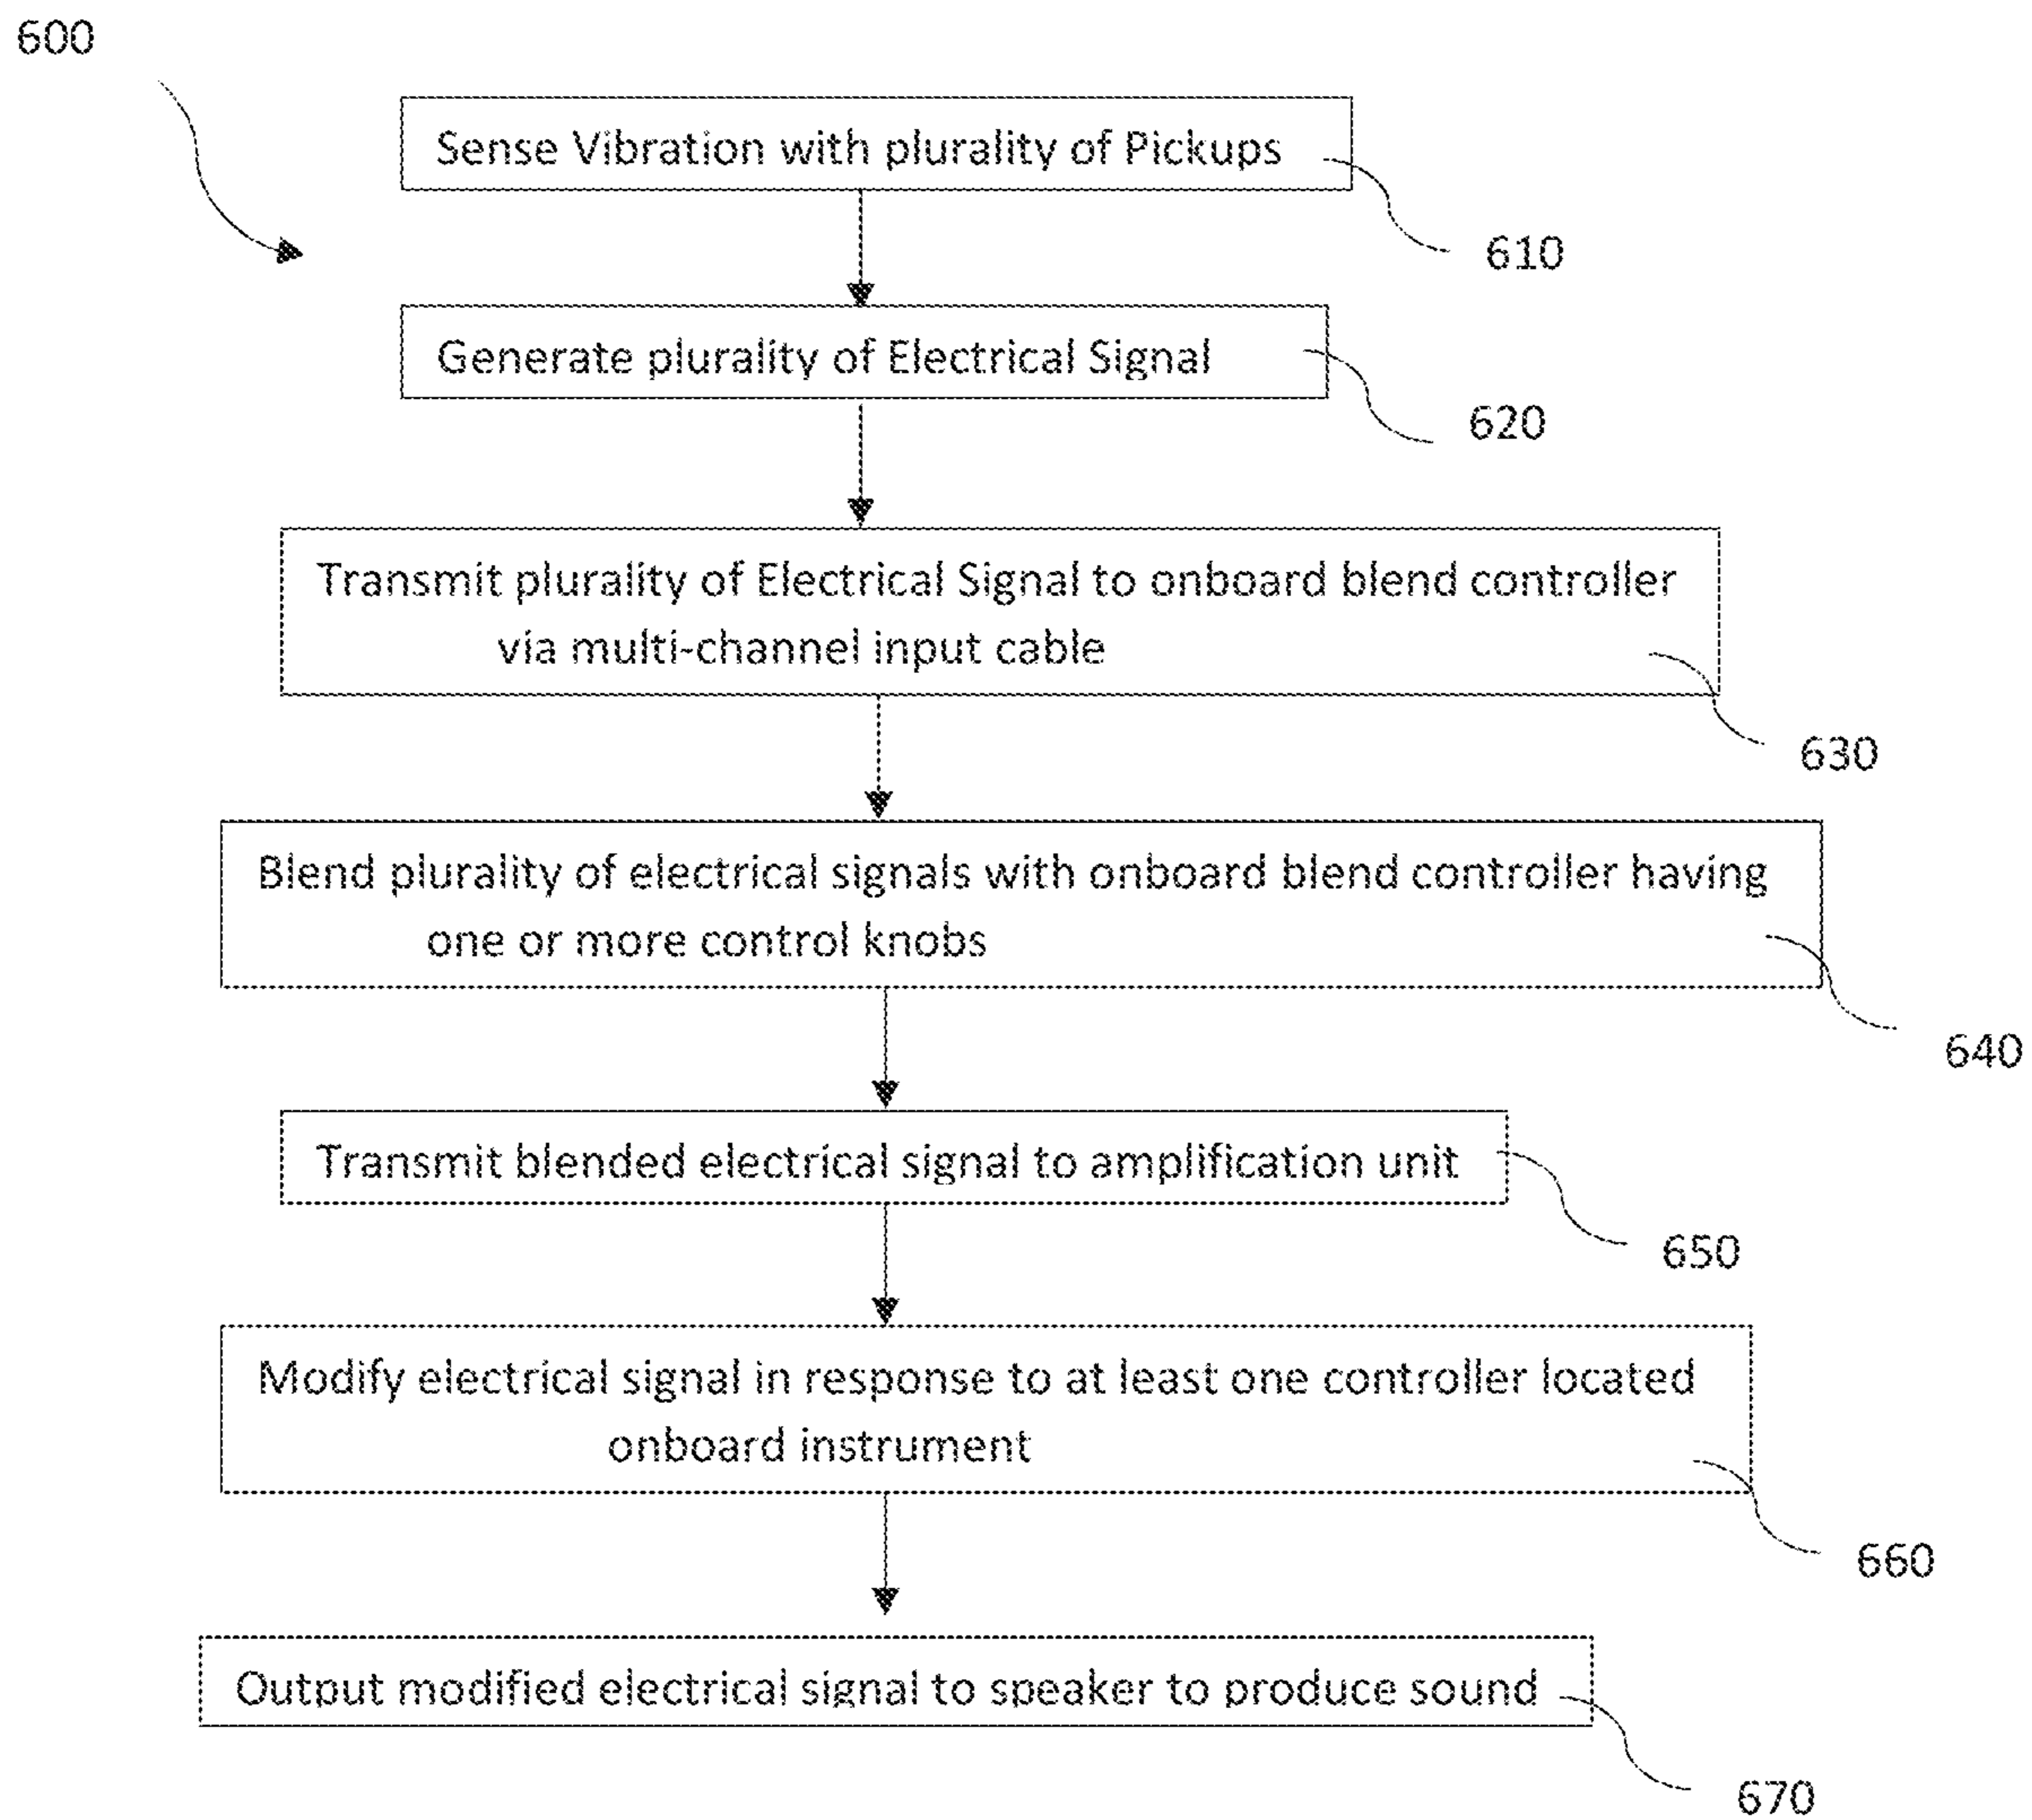 600
Sense Vibration with plurality of Pickups
610
Generate plurality of Electrical Signal
620
Transmit plurality of Electrical Signal to onboard blend controller
via multi-channel input cable
630
Blend plurality of electrical signals with onboard blend controller having
one or more control knobs
640
Transmit blended electrical signal to amplification unit
650
Modify electrical signal in response to at least one controller located
onboard instrument
660
Output modified electrical signal to speaker to produce sound
670